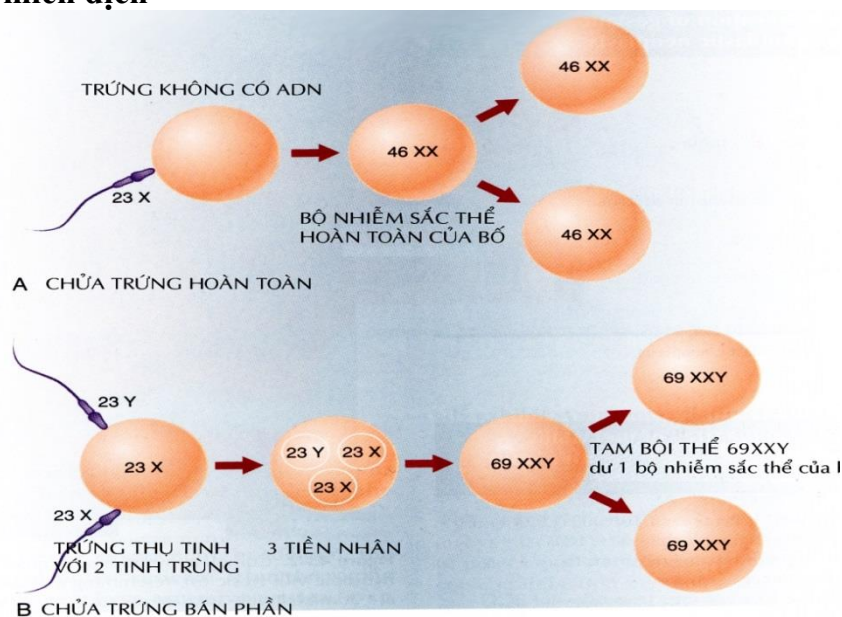 TRỨNG KHÔNG CÓ ADN
23 X
46 XX
46 XX
46 XX
BỘ NHIỄM SẮC THỂ
HOÀN TOÀN CỦA BỐ
A CHỬA TRỨNG HOÀN TOÀN
23 Y
23 X
23 X
23 Y 23 X
23 X
69 XXY
69 XXY
69 XXY
TAM BỘI THỂ 69XXY
dư 1 bộ nhiễm sắc thể của
TRỨNG THỤ TINH
VỚI 2 TINH TRÙNG
3 TIỀN NHÂN
B CHỬA TRỨNG BÁN PHẦN